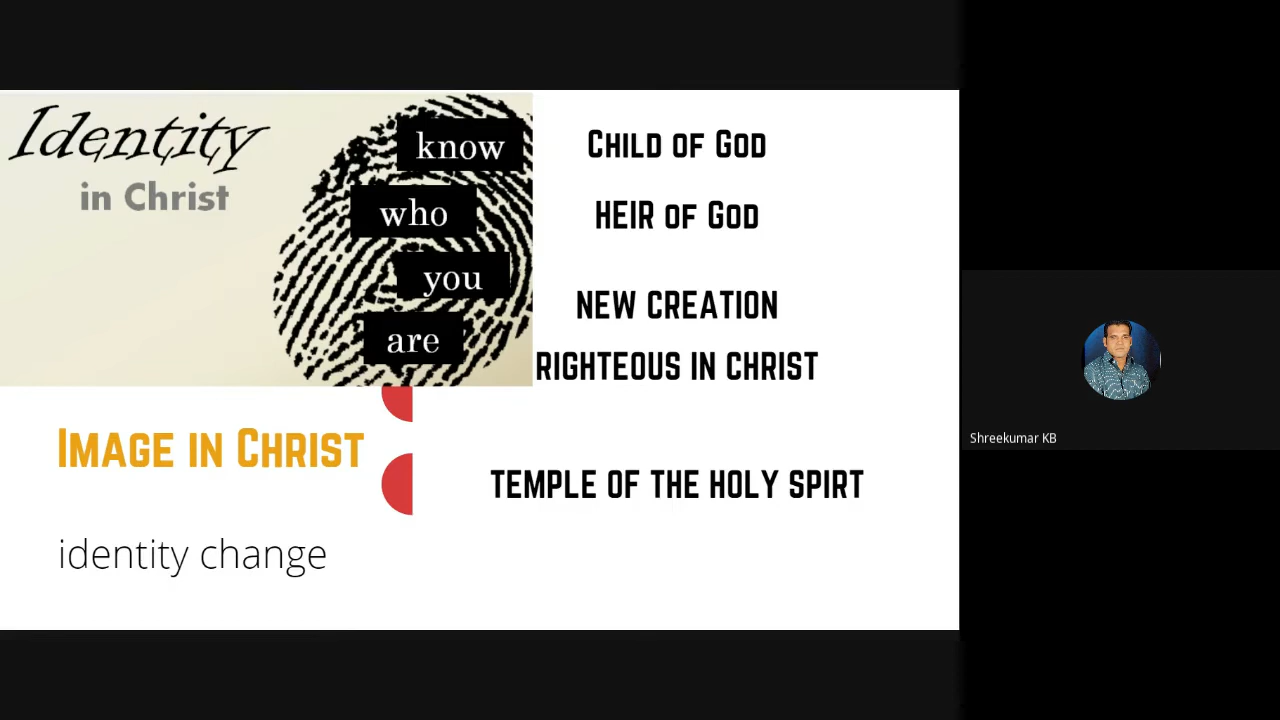 Identity
in Christ
know
who
you
are
CHILD OF GOD
HEIR OF GOD
NEW CREATION
RIGHTEOUS IN CHRIST
IMAGE IN CHRIST
TEMPLE OF THE HOLY SPIRT
identity change
Shreekumar KB